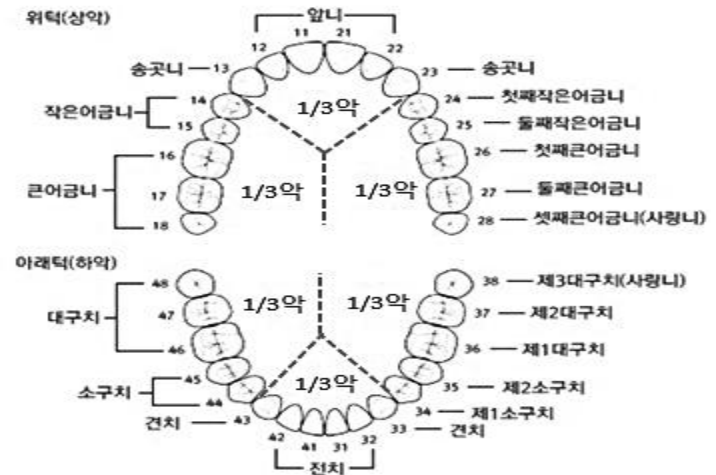 위턱(상악)
앞니
11 21
12 22
송곳니 13 23 송곳니
작은어금니 14 24 첫째작은어금니
1/3악
15 25 둘째작은어금니
16 26 첫째큰어금니
큰어금니 17 1/3악 1/3악 27 둘째큰어금니
18 28 셋째큰어금니(사랑니)
아래턱(하악)
48 38 제3대구치(사랑니)
1/3악 1/3악
대구치 47 37 제2대구치
46 36 제1대구치
45 1/3악 35 제2소구치
소구치
44 34 제1소구치
견치 43 33 견치
42 41 31 32
전치